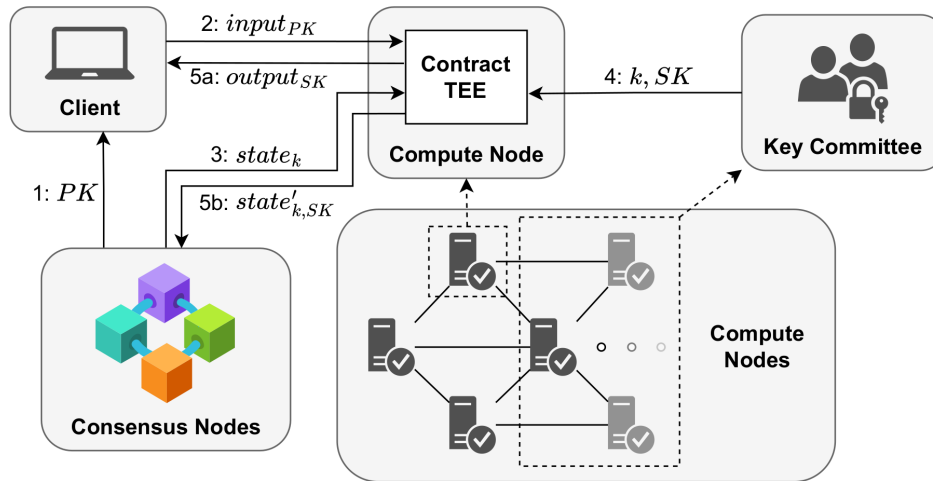 2: input_PK
5a: output_SK
Client
Contract
TEE
4: k, SK
Key Committee
Compute Node
3: state_k
1: PK
5b: state'_k,SK
Compute
Nodes
Consensus Nodes